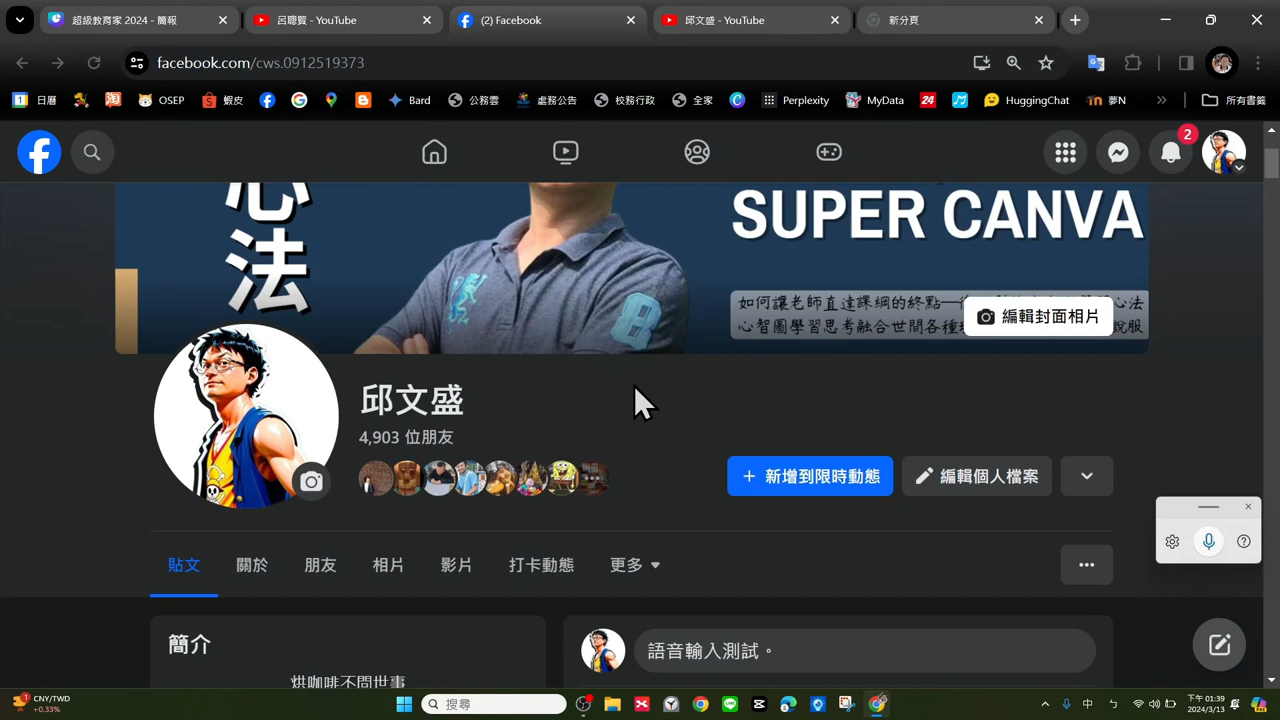 超級教育家 2024 - 簡報
呂聰賢 - YouTube
(2) Facebook
邱文盛 - YouTube
新分頁
facebook.com/cws.0912519373
日曆
淘
OSEP
蝦皮
Bard
公務雲
處務公告
校務行政
全家
Perplexity
MyData
24
HuggingChat
夢N
所有書籤
2
心
法
SUPER CANVA
如何讓老師直達課綱的終點
心法
心智圖學習思考融合世間各種
說服
編輯封面相片
8
邱文盛
4,903 位朋友
新增到限時動態
編輯個人檔案
貼文
關於
朋友
相片
影片
打卡動態
更多
簡介
語音輸入測試。
烘咖啡不問世事
1
CNY/TWD
+0.33%
搜尋
中
下午 01:39
2024/3/13